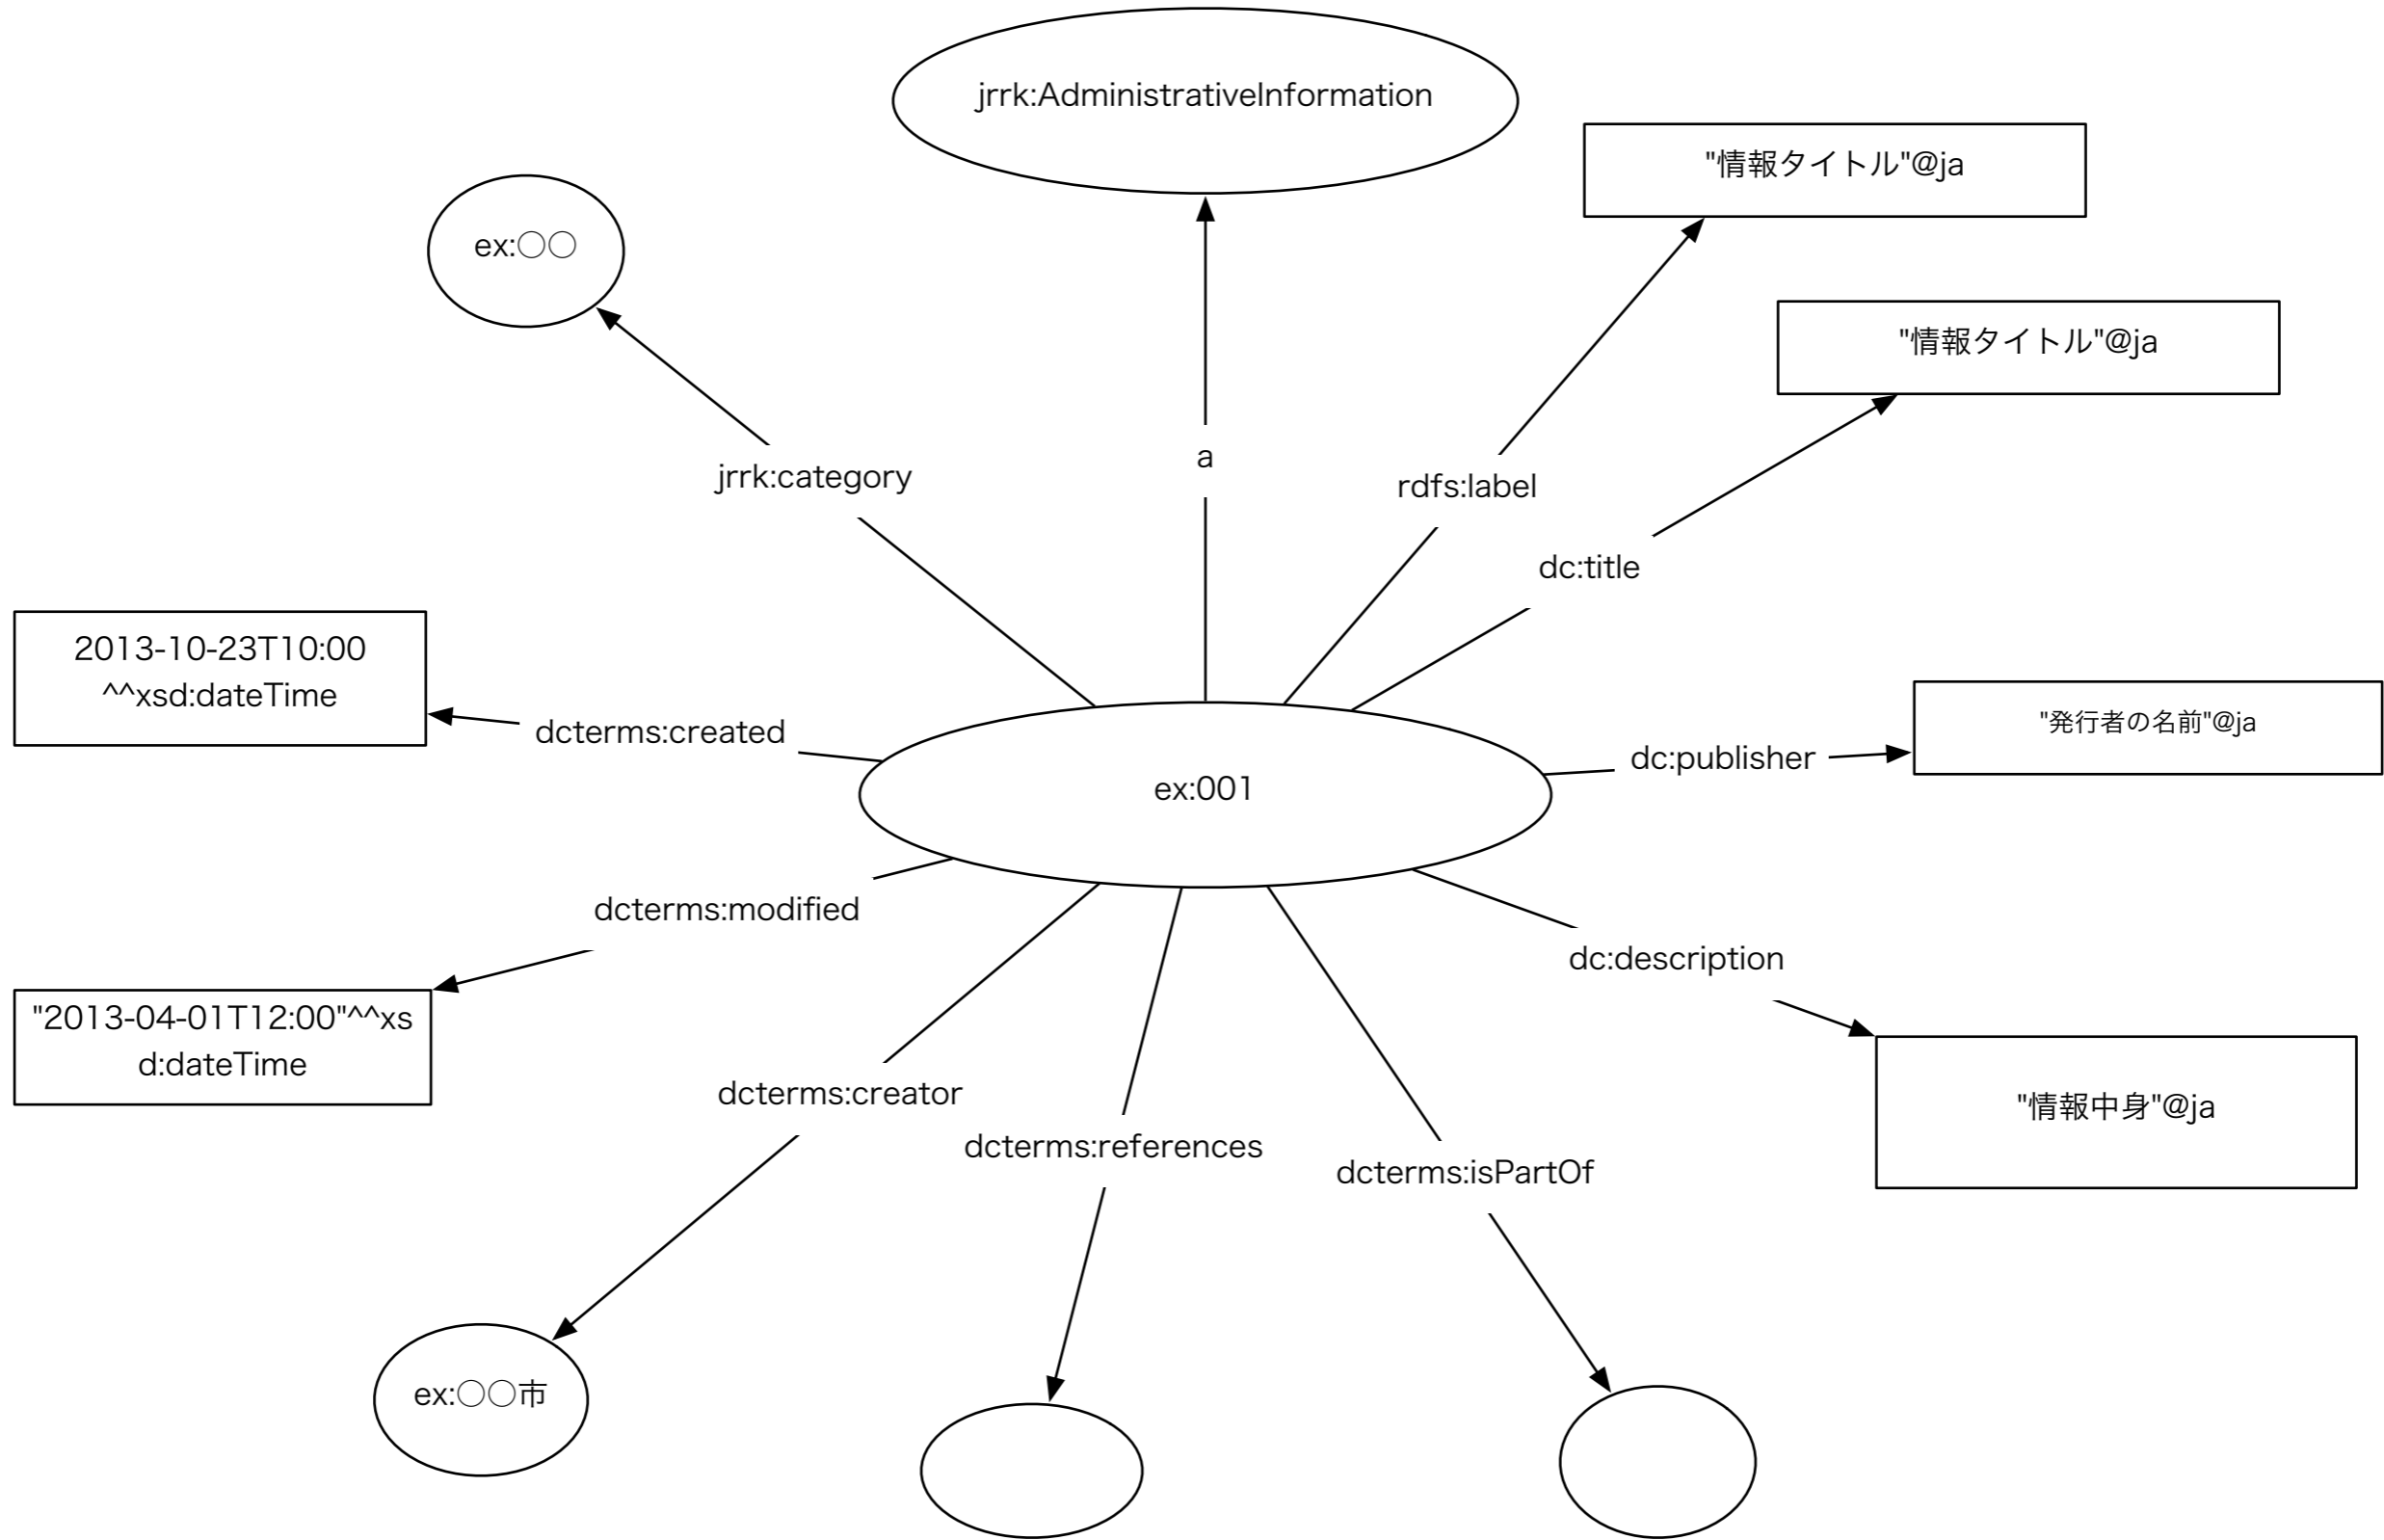 jrrk:AdministrativeInformation
"情報タイトル"@ja
ex:○○
"情報タイトル"@ja
a
jrrk:category
rdfs:label
dc:title
2013-10-23T10:00
^^xsd:dateTime
"発行者の名前"@ja
dcterms:created
dc:publisher
ex:001
dcterms:modified
dc:description
"2013-04-01T12:00"^^xs
d:dateTime
dcterms:creator
"情報中身"@ja
dcterms:references
dcterms:isPartOf
ex:○○市